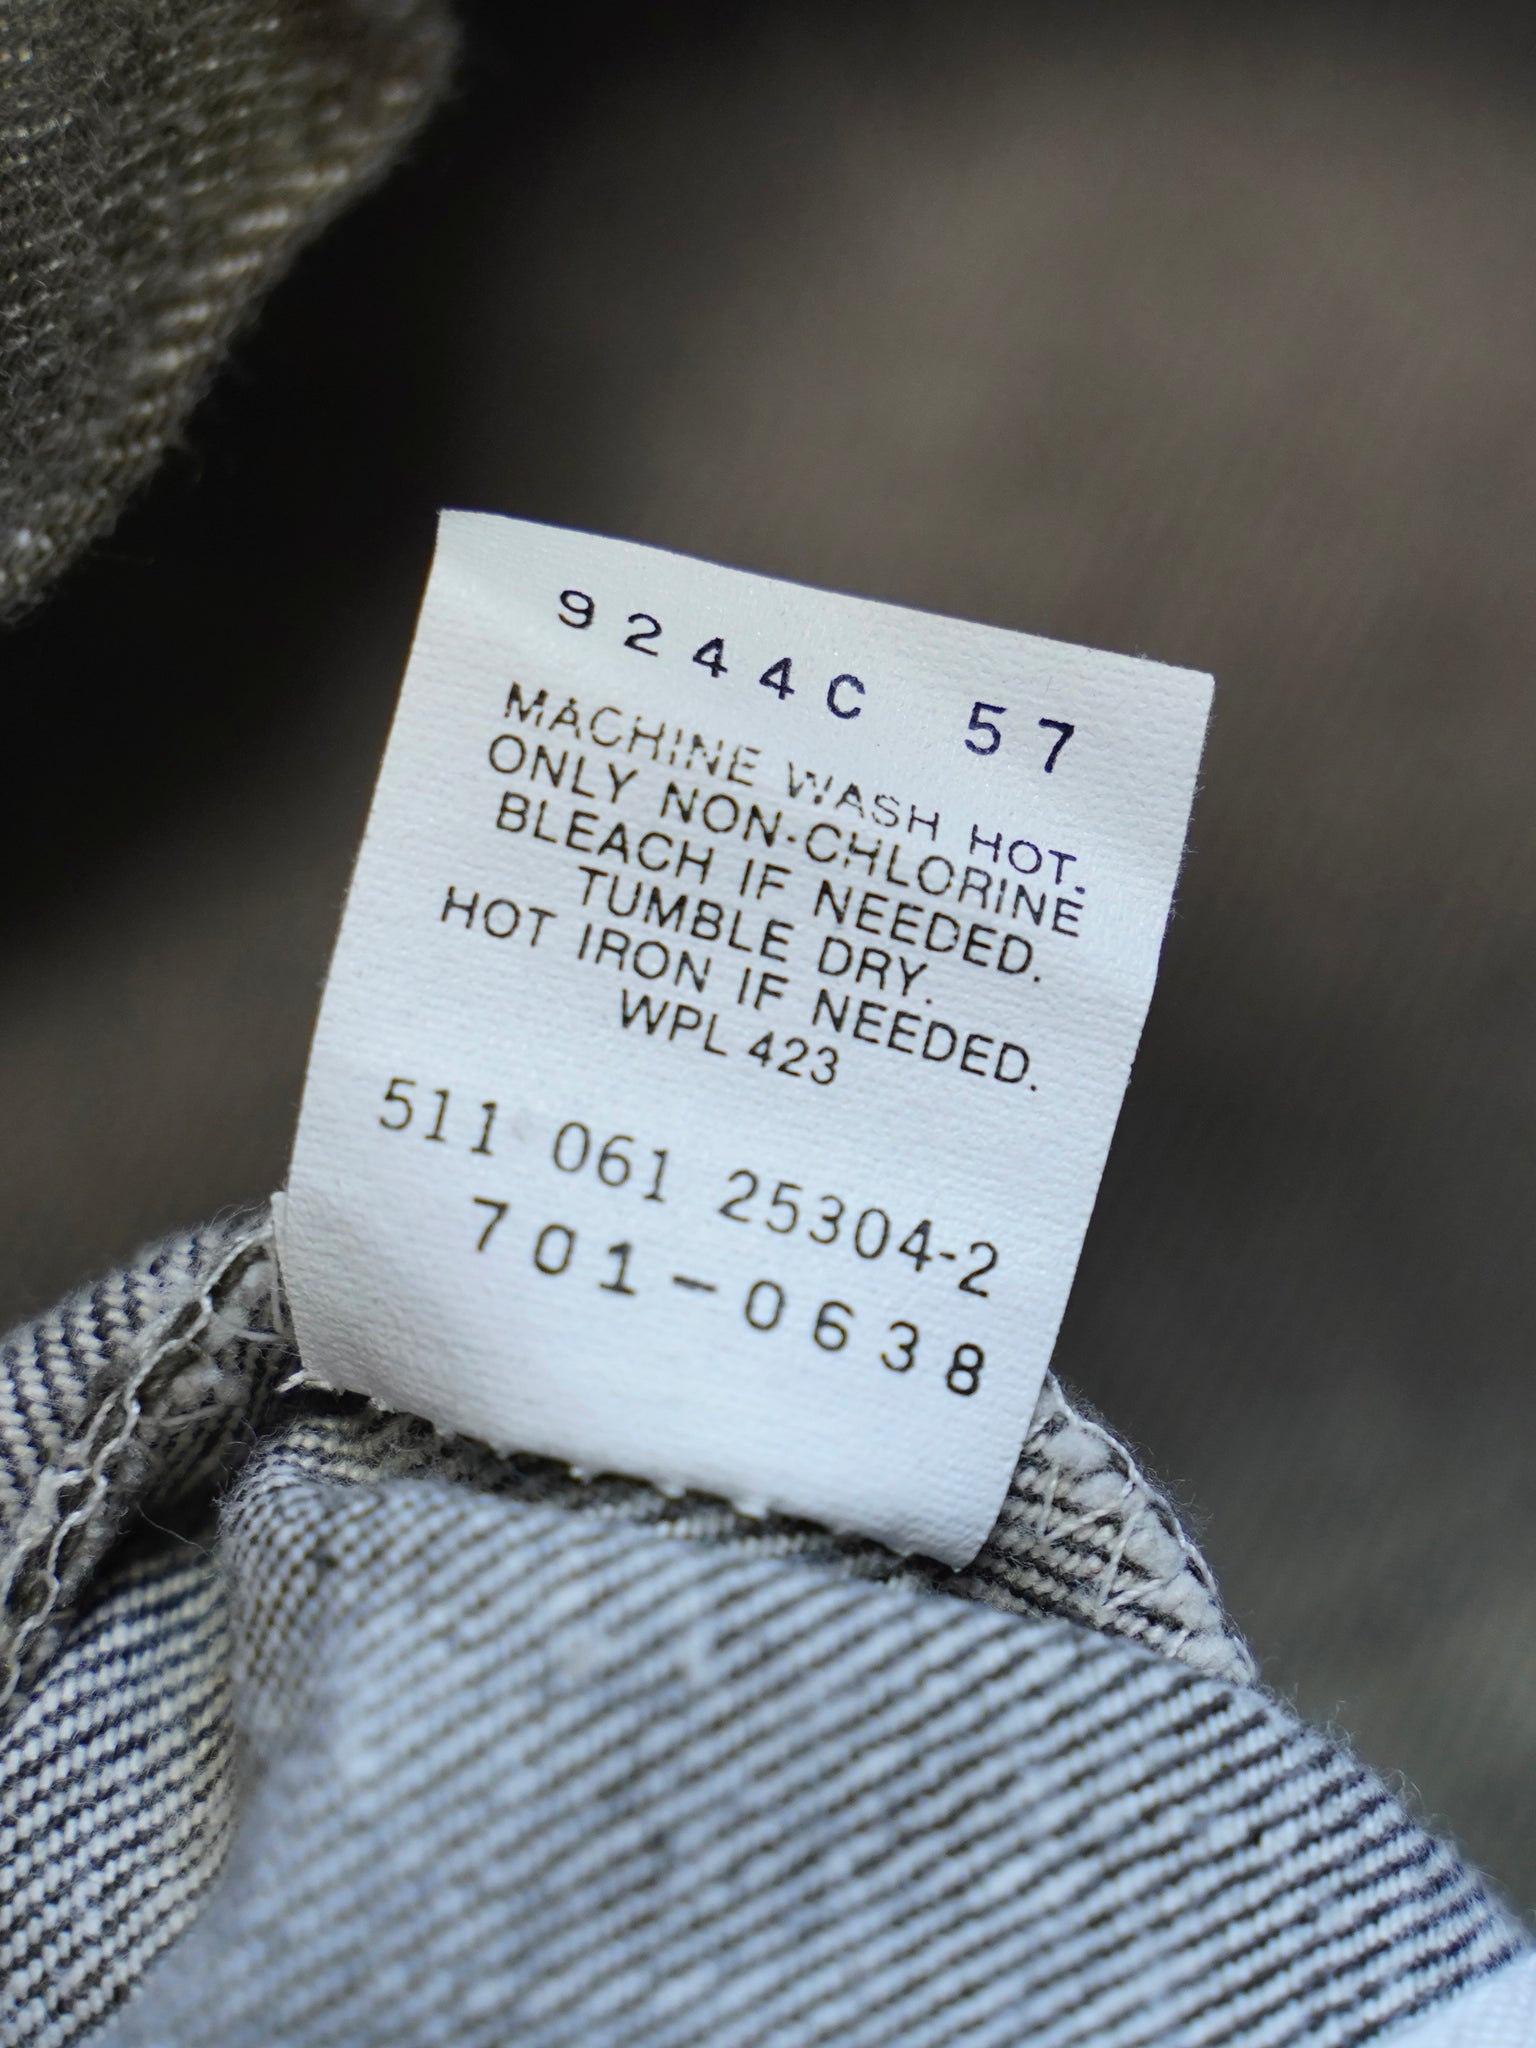 9244C 57
MACHINE WASH HOT.
ONLY NON-CHLORINE
BLEACH IF NEEDED.
TUMBLE DRY.
HOT IRON IF NEEDED.
WPL 423
511 061 25304-2
701-0638